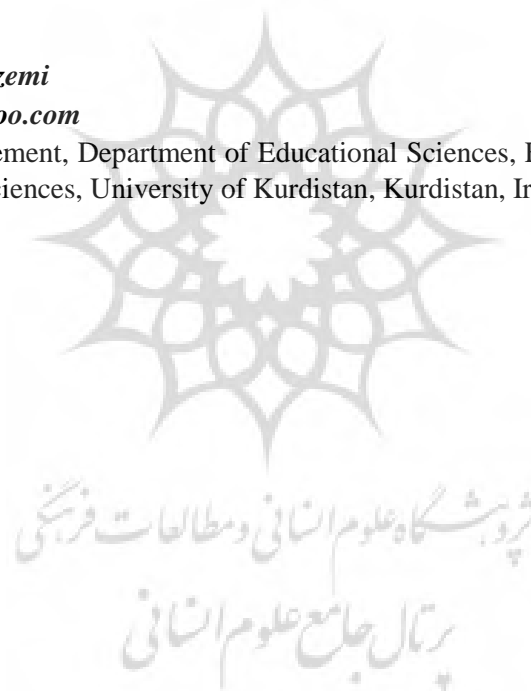 zemi
oo.com
ement, Department of Educational Sciences, F
ciences, University of Kurdistan, Kurdistan, Ir
پژوهشگاه علوم انسانی و مطالعات فرهنگی
پرتال جامع علوم انسانی